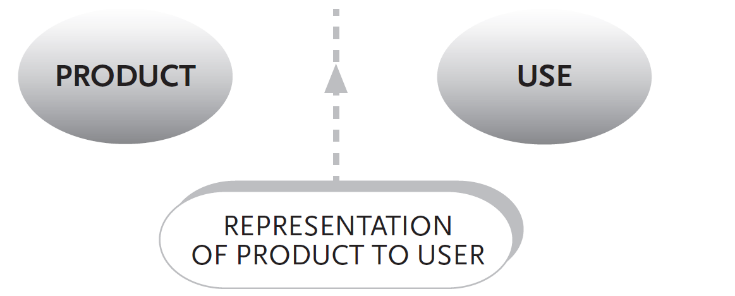 PRODUCT
USE
REPRESENTATION
OF PRODUCT TO USER